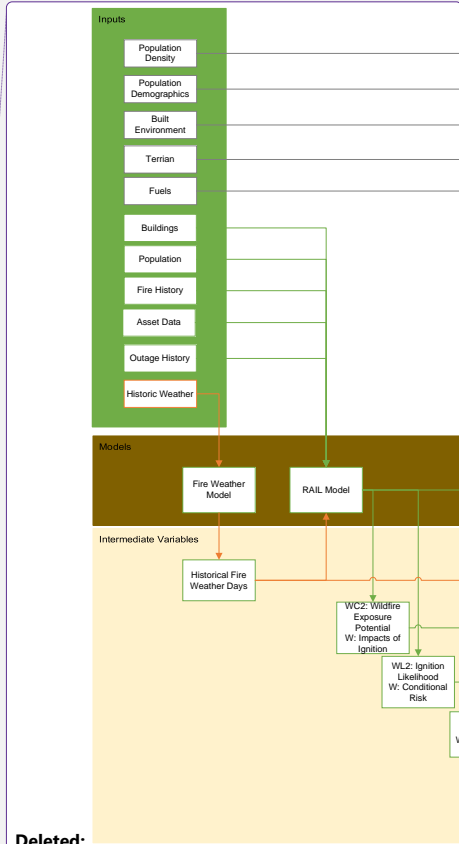 Inputs
Population
Density
Population
Demographics
Built
Environment
Terrian
Fuels
Buildings
Population
Fire History
Asset Data
Outage History
Historic Weather
Models
Fire Weather
Model
RAIL Model
Intermediate Variables
Historical Fire
Weather Days
WC2: Wildfire
Exposure
Potential
W: Impacts of
Ignition
WL2: Ignition
Likelihood
W: Conditional
Risk
W
Deleted: